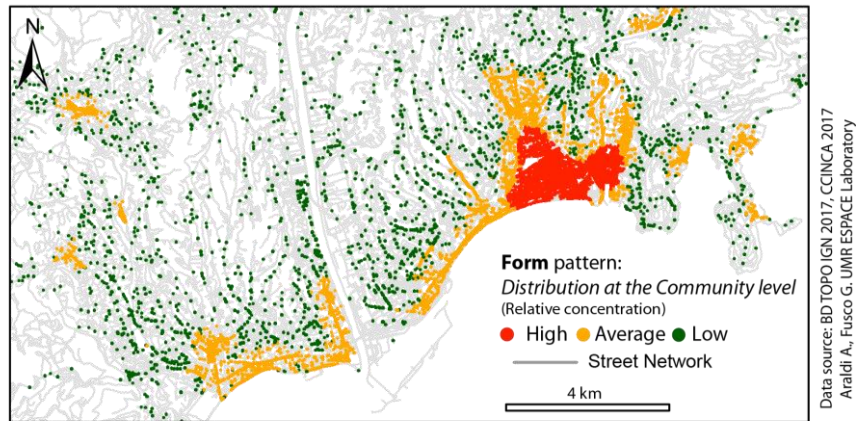 N
Form pattern:
Distribution at the Community level
(Relative concentration)
High Average Low
Street Network
4 km
Data source: BD TOPO IGN 2017, CCINCA 2017
Araldi A., Fusco G. UMR ESPACE Laboratory